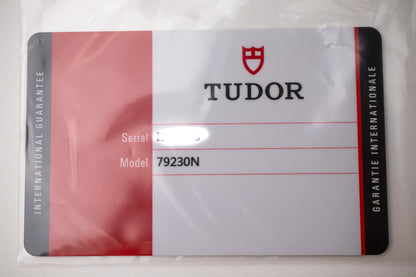 INTERNATIONAL GUARANTEE
TUDOR
Serial
Model 79230N
GARANTIE INTERNATIONALE